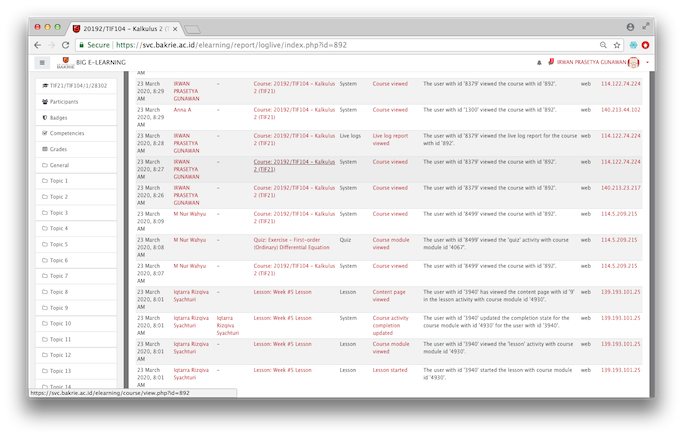 20192/TIF104 - Kalkulus 2 (T
Secure https://svc.bakrie.ac.id/elearning/report/loglive/index.php?id=892
BAKRIE BIG E-LEARNING IRWAN PRASETYA GUNAWAN
TIF21/TF104/1/28302
Participants
Badges
Competencies
Grades
General
Topic 1
Topic 2
Topic 3
Topic 4
Topic 5
Topic 6
Topic 7
Topic 8
Topic 9
Topic 10
Topic 11
Topic 12
Topic 13
Topic 14
AM
23 March 2020, 8:29 AM IRWAN PRASETYA GUNAWAN - Course: 20192/TIF104 - Kalkulus 2 (TIF21) System Course viewed The user with id '8379' viewed the course with id '892'. web 114.122.74.224
23 March 2020, 8:29 AM Anna A - Course: 20192/TIF104 - Kalkulus 2 (TIF21) System Course viewed The user with id '1300' viewed the course with id '892'. web 140.213.44.102
23 March 2020, 8:28 AM IRWAN PRASETYA GUNAWAN - Course: 20192/TIF104 - Kalkulus 2 (TIF21) Live logs Live log report viewed The user with id '8379' viewed the live log report for the course with id '892'. web 114.122.74.224
23 March 2020, 8:27 AM IRWAN PRASETYA GUNAWAN - Course: 20192/TIF104 - Kalkulus 2 (TIF21) System Course viewed The user with id '8379' viewed the course with id '892'. web 114.122.74.224
23 March 2020, 8:26 AM IRWAN PRASETYA GUNAWAN - Course: 20192/TIF104 - Kalkulus 2 (TIF21) System Course viewed The user with id '8379' viewed the course with id '892'. web 140.213.23.217
23 March 2020, 8:09 AM M Nur Wahyu - Course: 20192/TIF104 - Kalkulus 2 (TIF21) System Course viewed The user with id '8499' viewed the course with id '892'. web 114.5.209.215
23 March 2020, 8:08 AM M Nur Wahyu - Quiz: Exercise - First-order (Ordinary) Differential Equation Quiz Course module viewed The user with id '8499' viewed the 'quiz' activity with course module id '4067'. web 114.5.209.215
23 March 2020, 8:07 AM M Nur Wahyu - Course: 20192/TIF104 - Kalkulus 2 (TIF21) System Course viewed The user with id '8499' viewed the course with id '892'. web 114.5.209.215
23 March 2020, 8:01 AM Iqtarra Rizqiva Syachturi - Lesson: Week #5 Lesson Lesson Content page viewed The user with id '3940' has viewed the content page with id '9' in the lesson activity with course module id '4930'. web 139.193.101.25
23 March 2020, 8:01 AM Iqtarra Rizqiva Syachturi Iqtarra Rizqiva Syachturi Lesson: Week #5 Lesson System Course activity completion updated The user with id '3940' updated the completion state for the course module with id '4930' for the user with id '3940'. web 139.193.101.25
23 March 2020, 8:01 AM Iqtarra Rizqiva Syachturi - Lesson: Week #5 Lesson Lesson Course module viewed The user with id '3940' viewed the 'lesson' activity with course module id '4930'. web 139.193.101.25
23 March 2020, 8:01 AM Iqtarra Rizqiva Syachturi - Lesson: Week #5 Lesson Lesson Lesson started The user with id '3940' started the lesson with course module id '4930'. web 139.193.101.25
https://svc.bakrie.ac.id/elearning/course/view.php?id=892